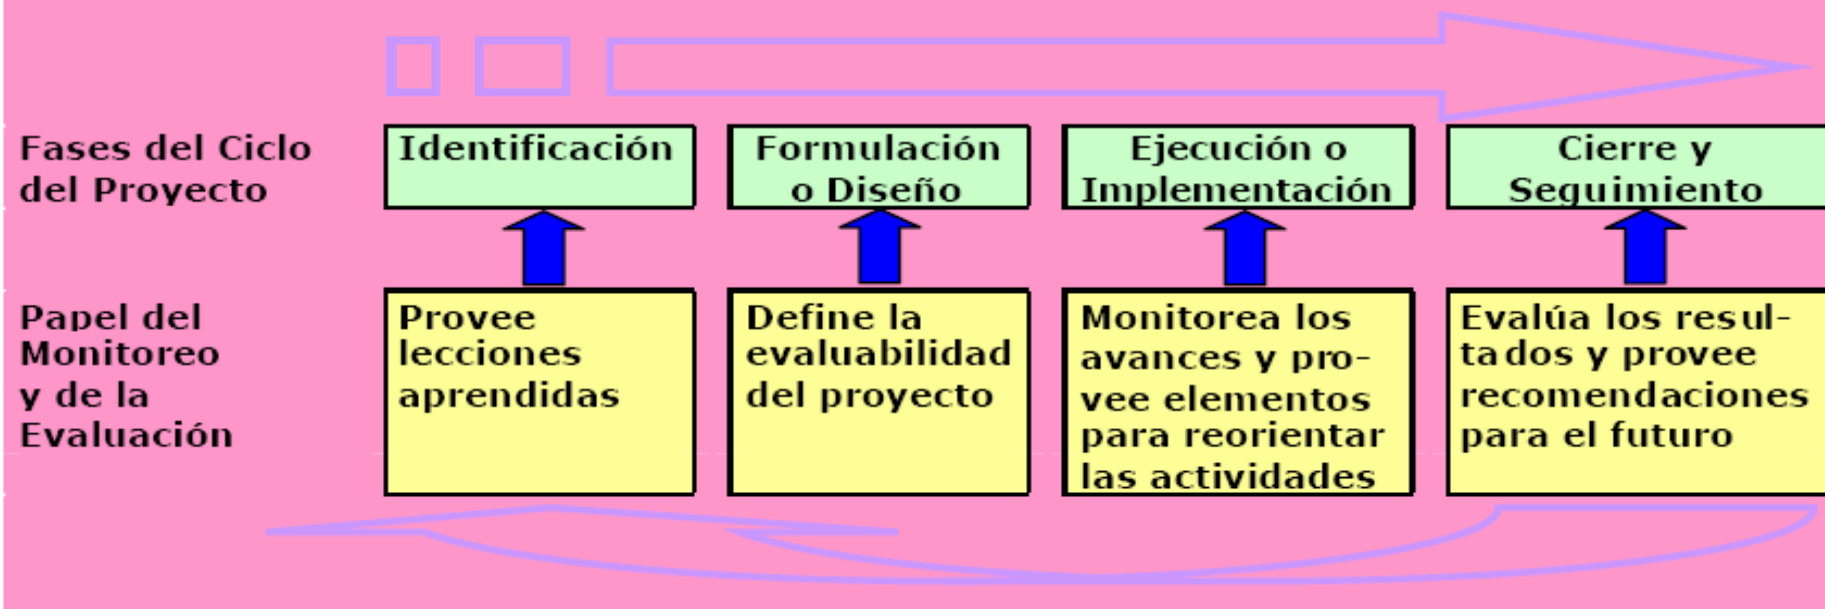 Fases del Ciclo
del Proyecto
Identificación
Formulación
o Diseño
Ejecución o
Implementación
Cierre y
Seguimiento
Papel del
Monitoreo
y de la
Evaluación
Provee
lecciones
aprendidas
Define la
evaluabilidad
del proyecto
Monitorea los
avances y pro-
vee elementos
para reorientar
las actividades
Evalúa los resul-
tados y provee
recomendaciones
para el futuro